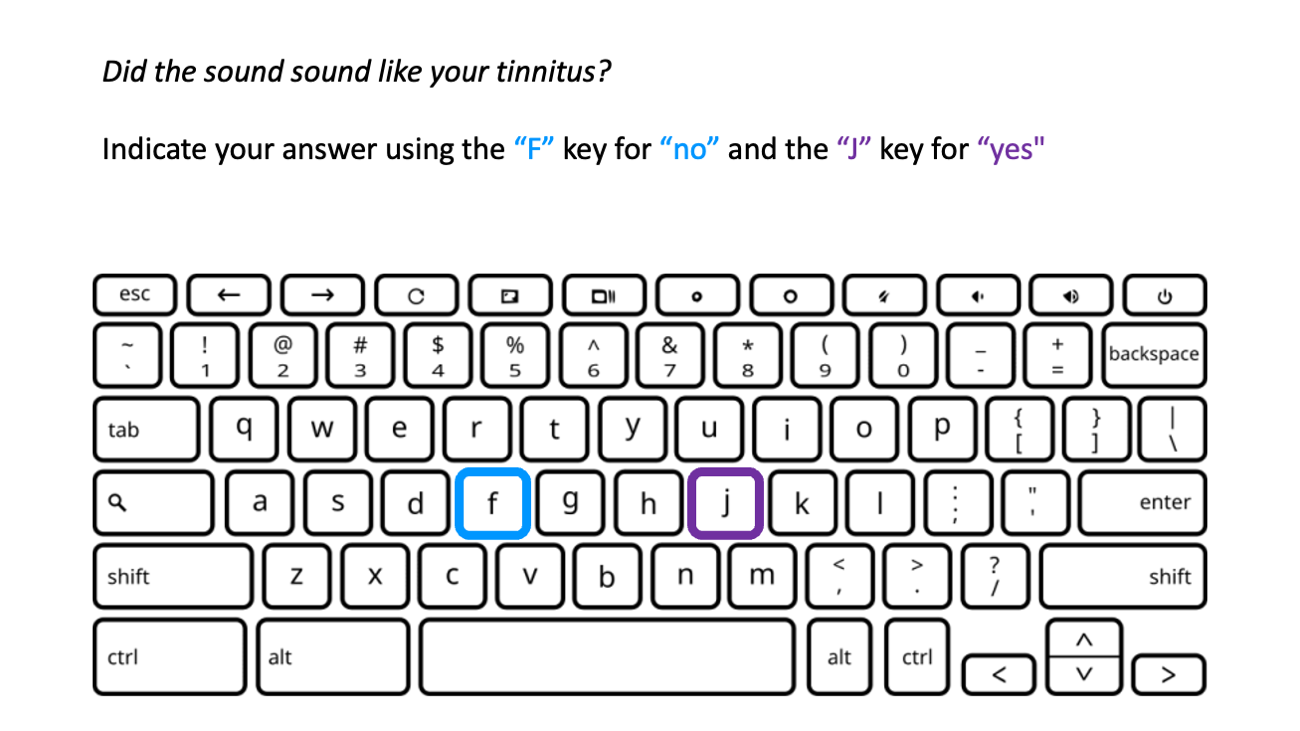 Did the sound sound like your tinnitus?
Indicate your answer using the “F” key for “no” and the “J” key for “yes"
esc
~ ! @ # $ % ^ & * ( ) _ +
` 1 2 3 4 5 6 7 8 9 0 - = backspace
tab q w e r t y u i o p { [ } ] | \
a s d f g h j k l : ; " ' enter
shift z x c v b n m < , > . ? / shift
ctrl alt alt ctrl < ^ v >